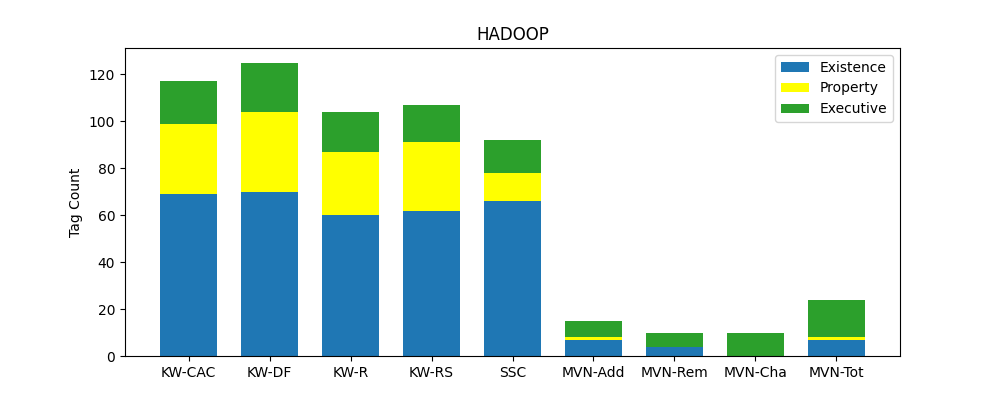 HADOOP
Existence
Property
Executive
Tag Count
120
100
80
60
40
20
0
KW-CAC KW-DF KW-R KW-RS SSC MVN-Add MVN-Rem MVN-Cha MVN-Tot